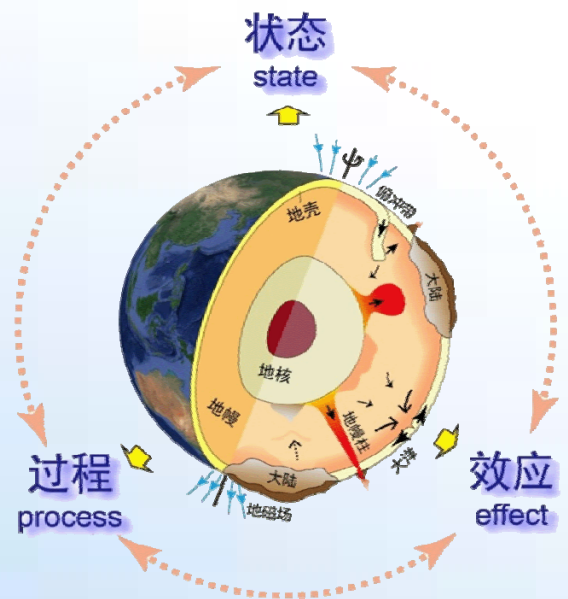 状态
state
地壳
俯冲带
大陆
地核
地幔
地幔柱
大陆
地磁场
过程
process
效应
effect